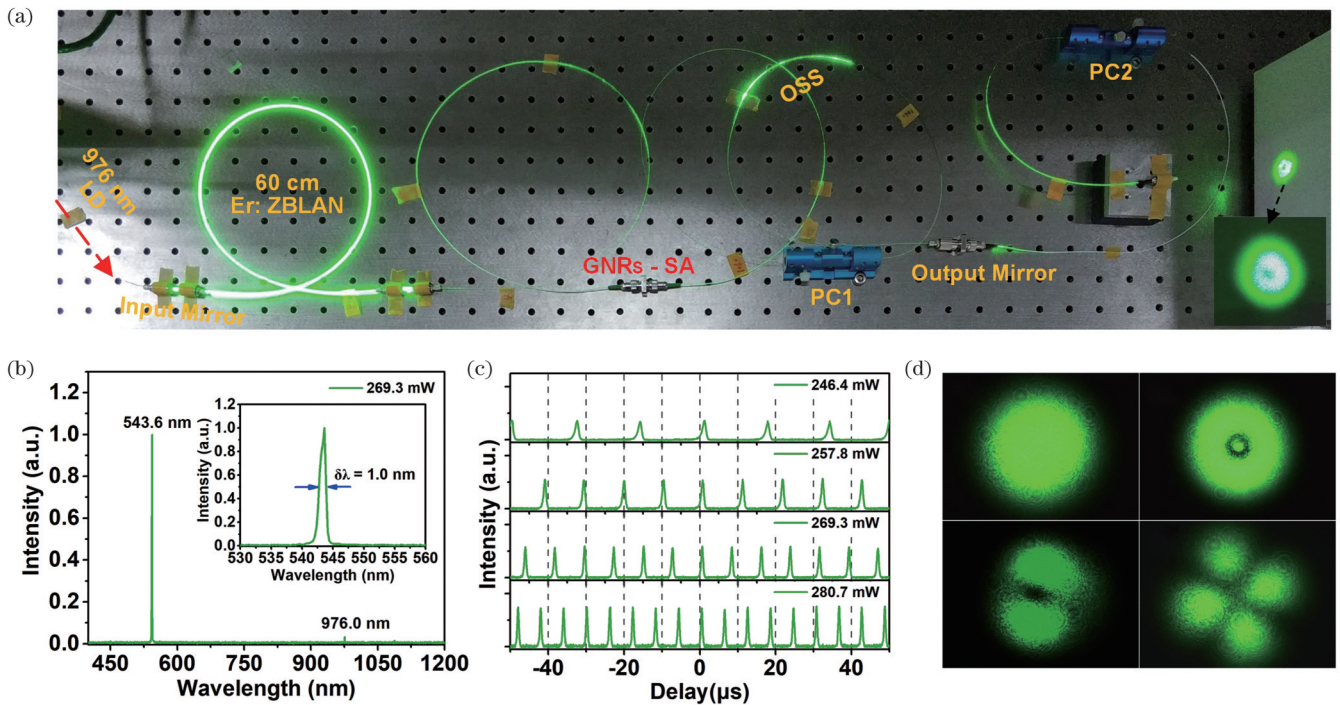 (a)
976 nm
LD
60 cm
Er: ZBLAN
Input Mirror
GNRs - SA
OSS
PC1
Output Mirror
PC2
(b)
Intensity (a.u.)
1.2
1.0
0.8
0.6
0.4
0.2
0.0
269.3 mW
543.6 nm
Intensity (a.u.)
1.2
1.0
0.8
0.6
0.4
0.2
0.0
δλ = 1.0 nm
530 535 540 545 550 555 560
Wavelength (nm)
976.0 nm
450 600 750 900 1050 1200
Wavelength (nm)
(c)
Intensity (a.u.)
246.4 mW
257.8 mW
269.3 mW
280.7 mW
-40 -20 0 20 40
Delay(μs)
(d)